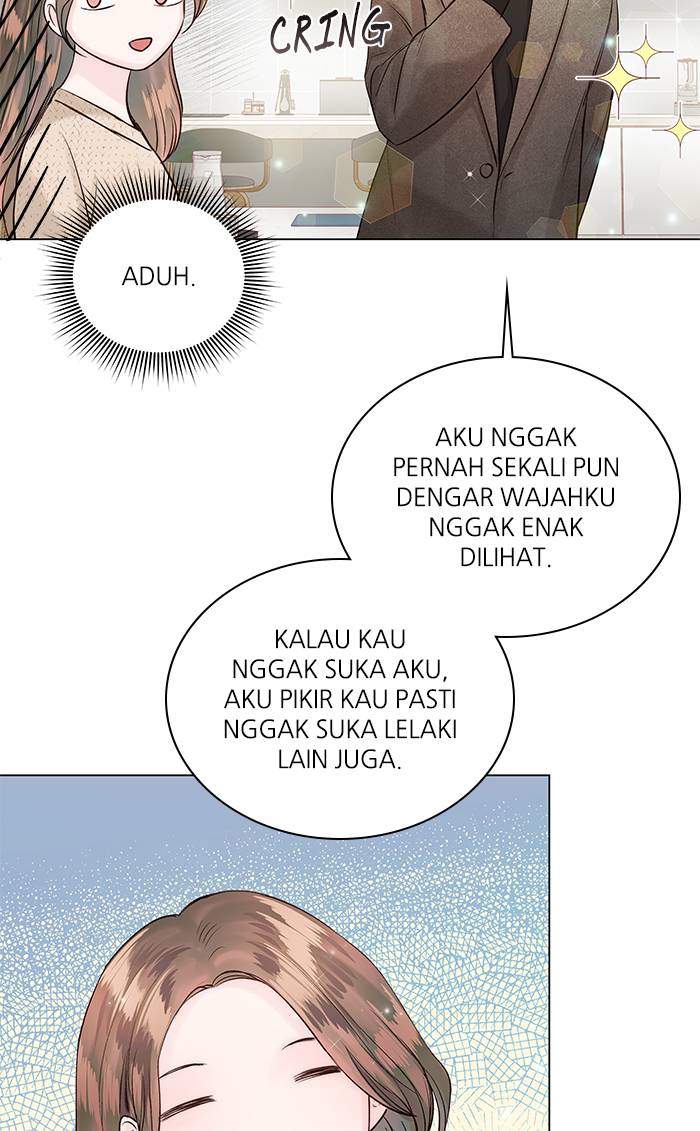 CRING
ADUH.
AKU NGGAK
PERNAH SEKALI PUN
DENGAR WAJAHKU
NGGAK ENAK
DILIHAT.
KALAU KAU
NGGAK SUKA AKU,
AKU PIKIR KAU PASTI
NGGAK SUKA LELAKI
LAIN JUGA.